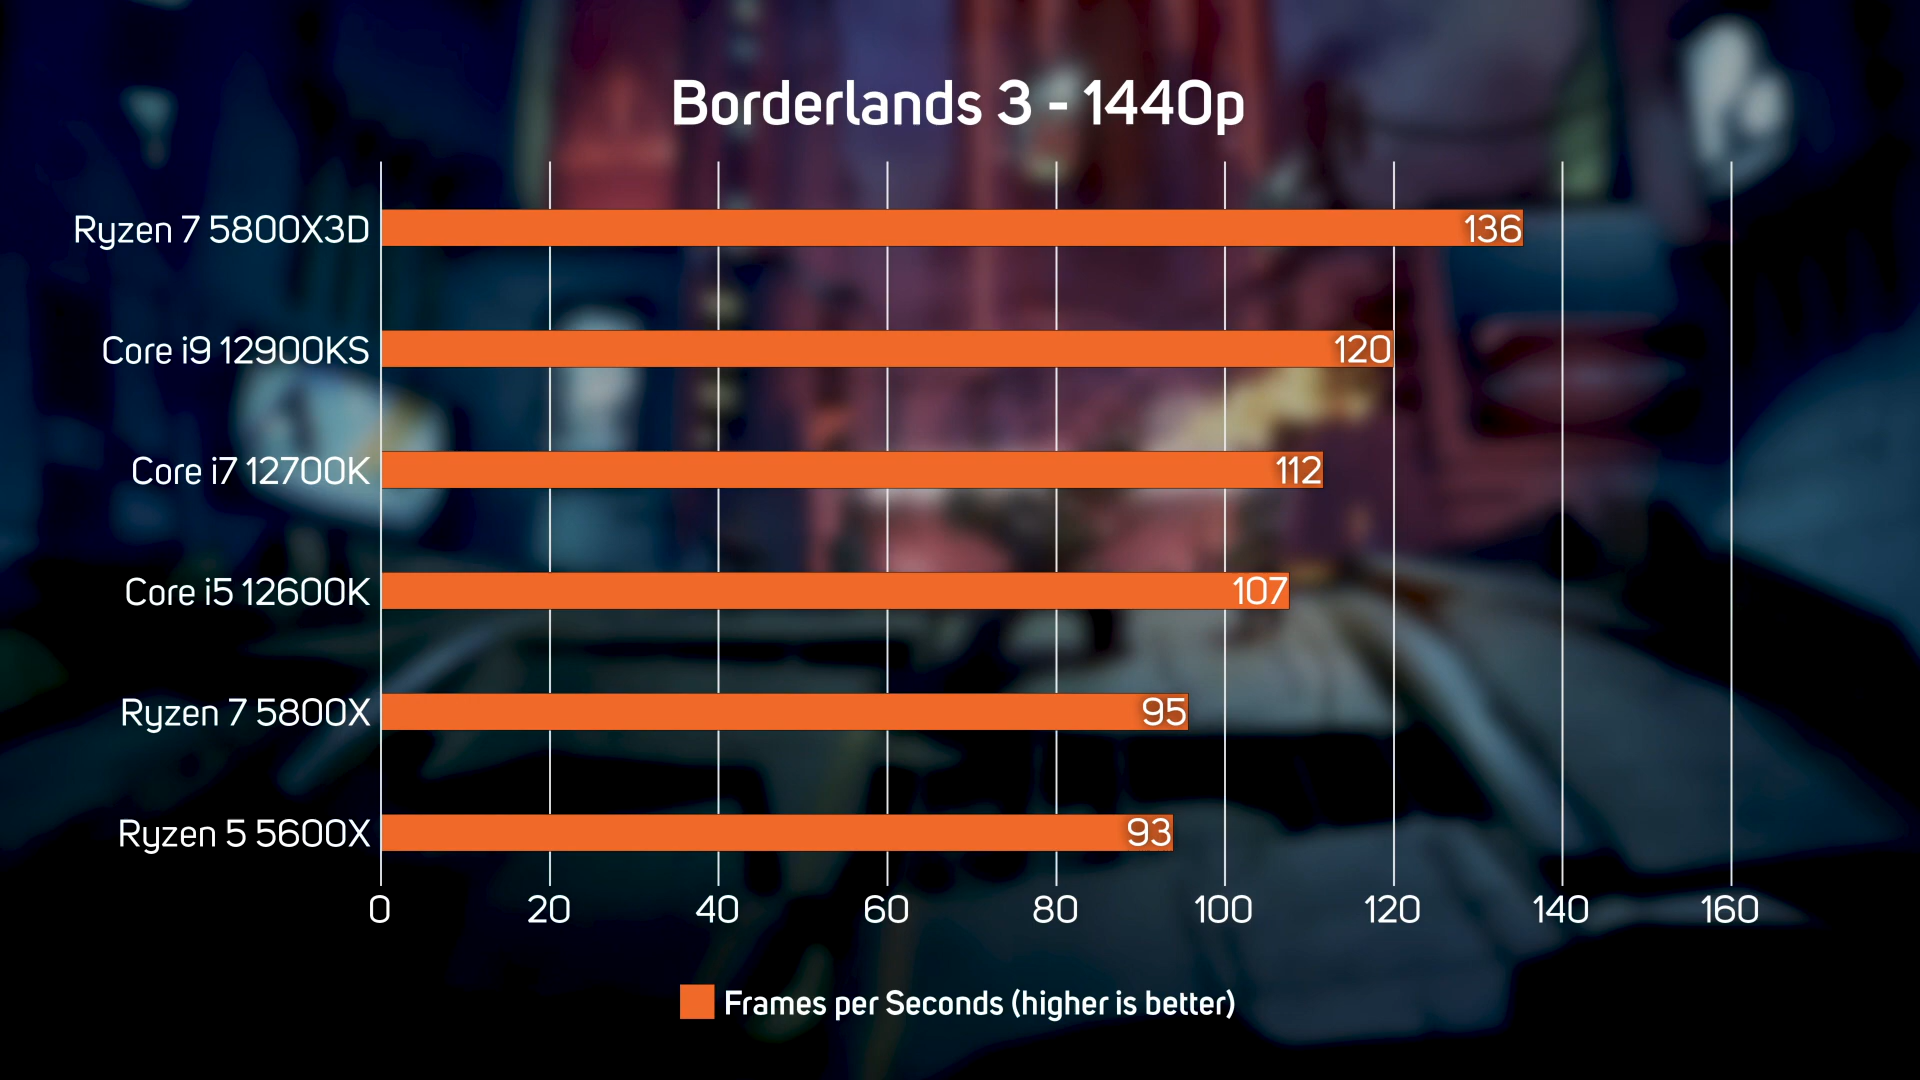 Borderlands 3 - 1440p
Ryzen 7 5800X3D 136
Core i9 12900KS 120
Core i7 12700K 112
Core i5 12600K 107
Ryzen 7 5800X 95
Ryzen 5 5600X 93
0 20 40 60 80 100 120 140 160
Frames per Seconds (higher is better)